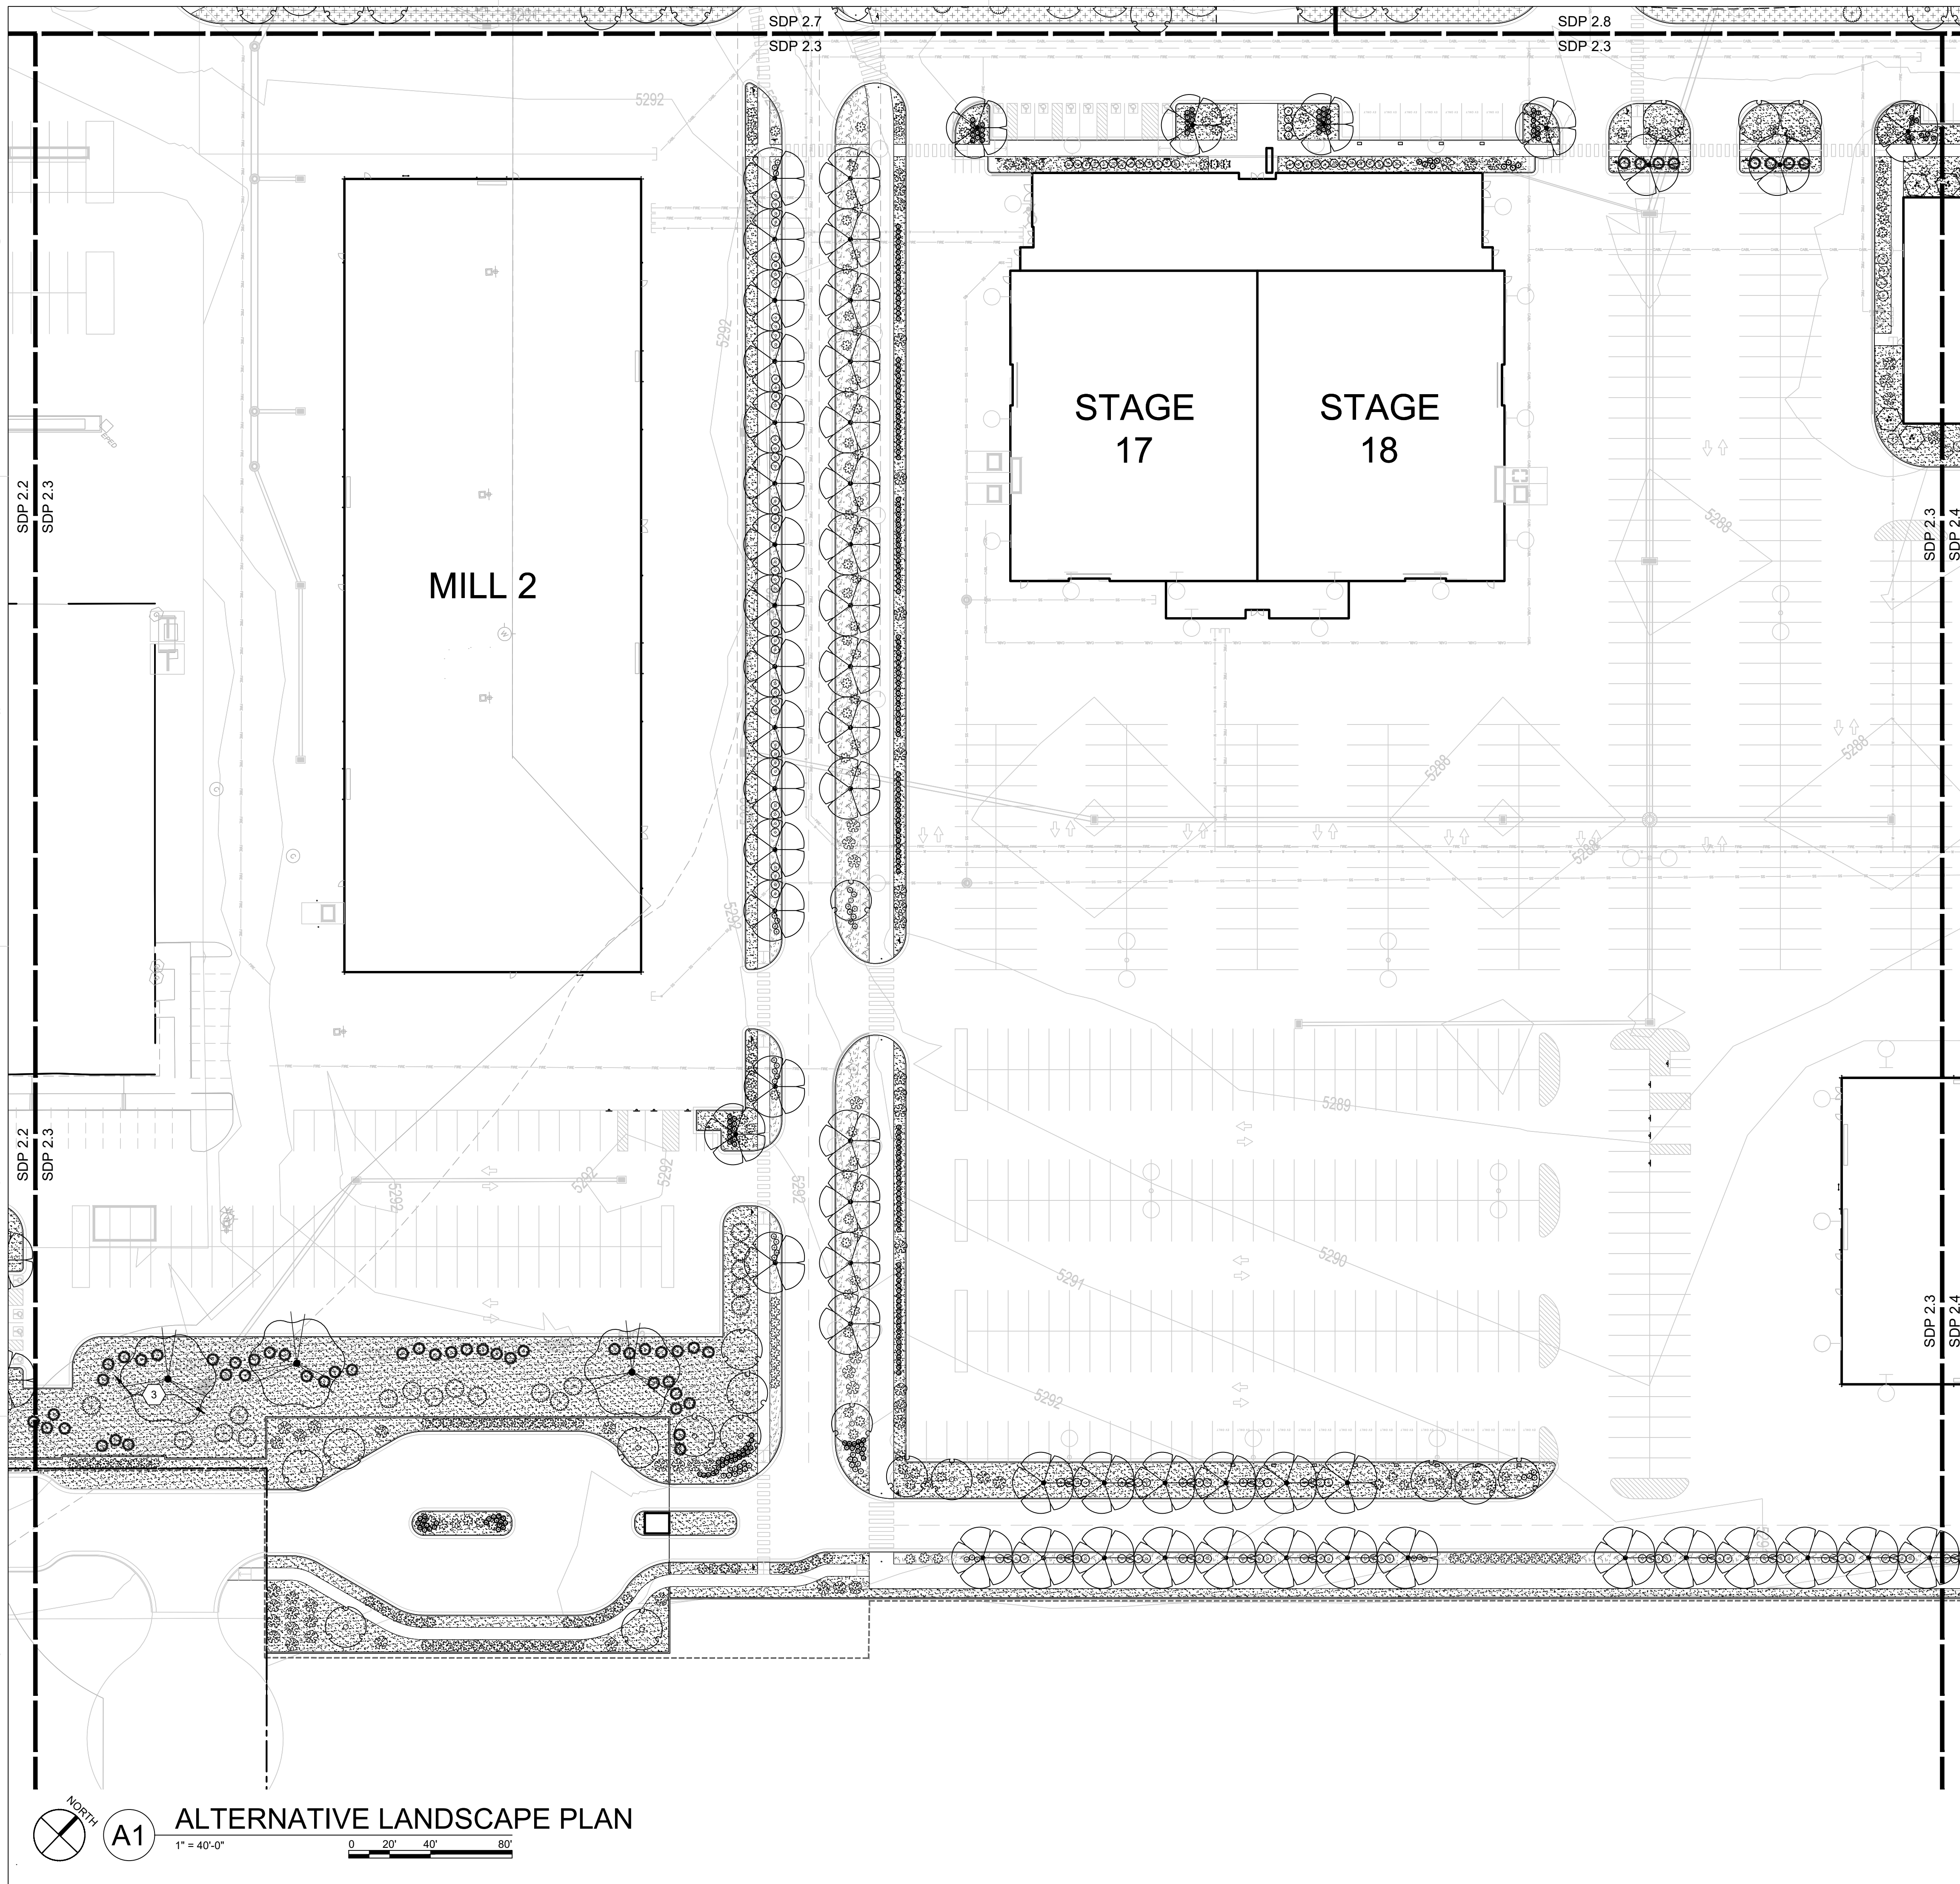 SDP 2.7
SDP 2.3
SDP 2.8
SDP 2.3
5292
5292
STAGE
17
STAGE
18
EPED
SDP 2.2
SDP 2.3
5288
SDP 2.3
SDP 2.4
MILL 2
5288
5288
5288
5292
5289
SDP 2.2
SDP 2.3
5292
5292
5292
5292
5290
5291
SDP 2.3
SDP 2.4
3
5292
NORTH
A1
ALTERNATIVE LANDSCAPE PLAN
1" = 40'-0"
0 20' 40' 80'